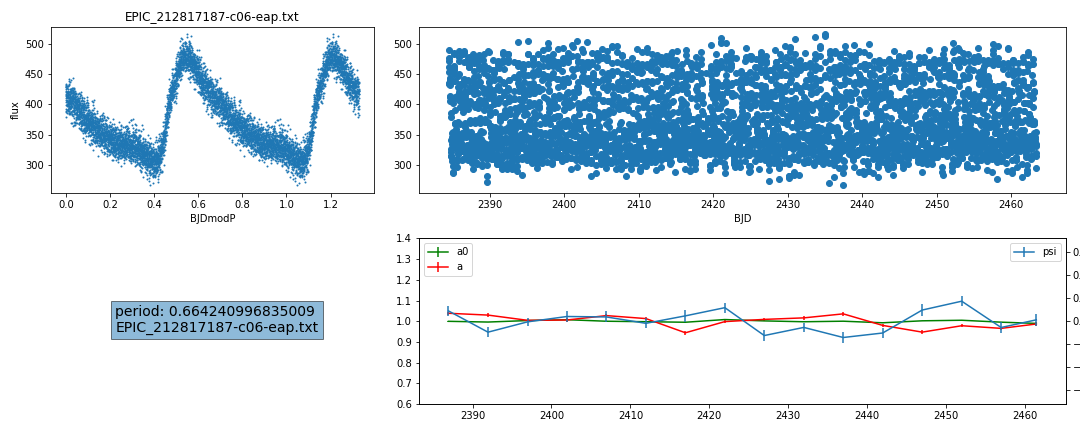 EPIC_212817187-c06-eap.txt
flux
500
450
400
350
300
0.0 0.2 0.4 0.6 0.8 1.0 1.2
BJDmodP
500
450
400
350
300
2390 2400 2410 2420 2430 2440 2450 2460
BJD
period: 0.664240996835009
EPIC_212817187-c06-eap.txt
1.4
1.3
1.2
1.1
1.0
0.9
0.8
0.7
0.6
a0
a
psi
2390 2400 2410 2420 2430 2440 2450 2460